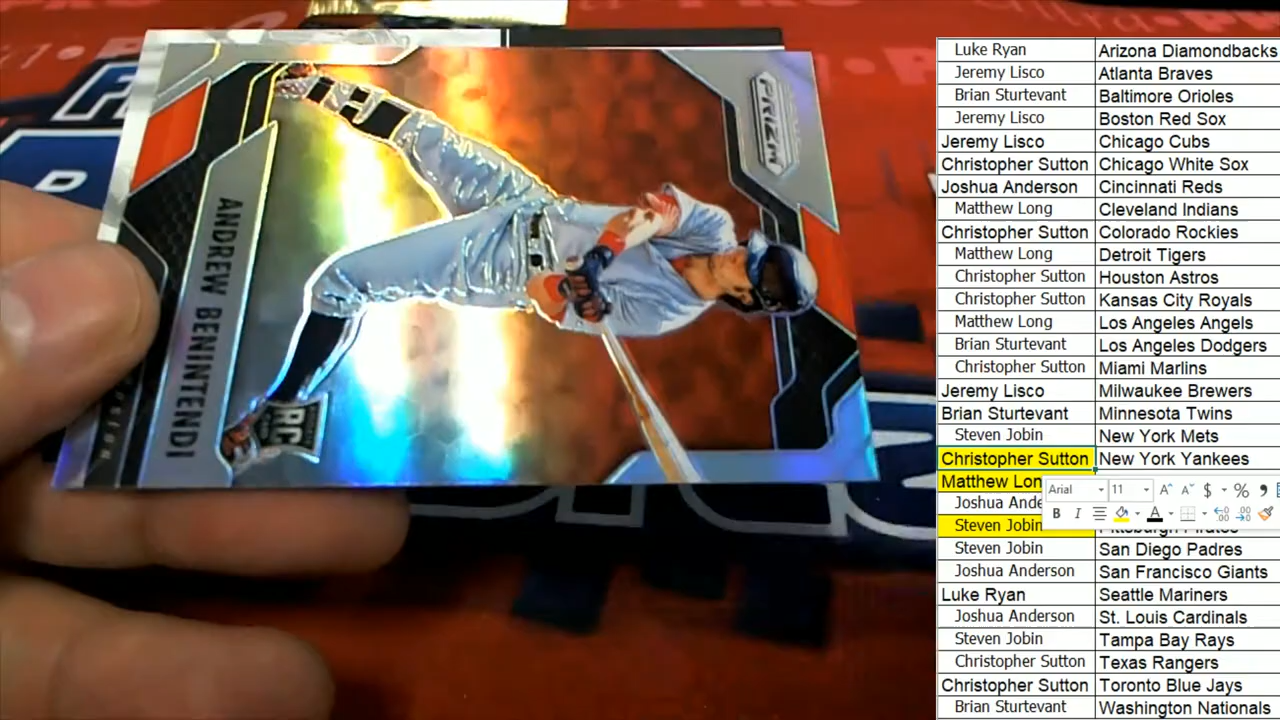 PRIZM
ANDREW BENINTENDI
RC
D
Luke Ryan Arizona Diamondbacks
Jeremy Lisco Atlanta Braves
Brian Sturtevant Baltimore Orioles
Jeremy Lisco Boston Red Sox
Jeremy Lisco Chicago Cubs
Christopher Sutton Chicago White Sox
Joshua Anderson Cincinnati Reds
Matthew Long Cleveland Indians
Christopher Sutton Colorado Rockies
Matthew Long Detroit Tigers
Christopher Sutton Houston Astros
Christopher Sutton Kansas City Royals
Matthew Long Los Angeles Angels
Brian Sturtevant Los Angeles Dodgers
Christopher Sutton Miami Marlins
Jeremy Lisco Milwaukee Brewers
Brian Sturtevant Minnesota Twins
Steven Jobin New York Mets
Christopher Sutton New York Yankees
Matthew Lon
Arial 11 $ %
Joshua Ande
B I A
Steven Jobin Pittsburgh Pirates
Steven Jobin San Diego Padres
Joshua Anderson San Francisco Giants
Luke Ryan Seattle Mariners
Joshua Anderson St. Louis Cardinals
Steven Jobin Tampa Bay Rays
Christopher Sutton Texas Rangers
Christopher Sutton Toronto Blue Jays
Brian Sturtevant Washington Nationals